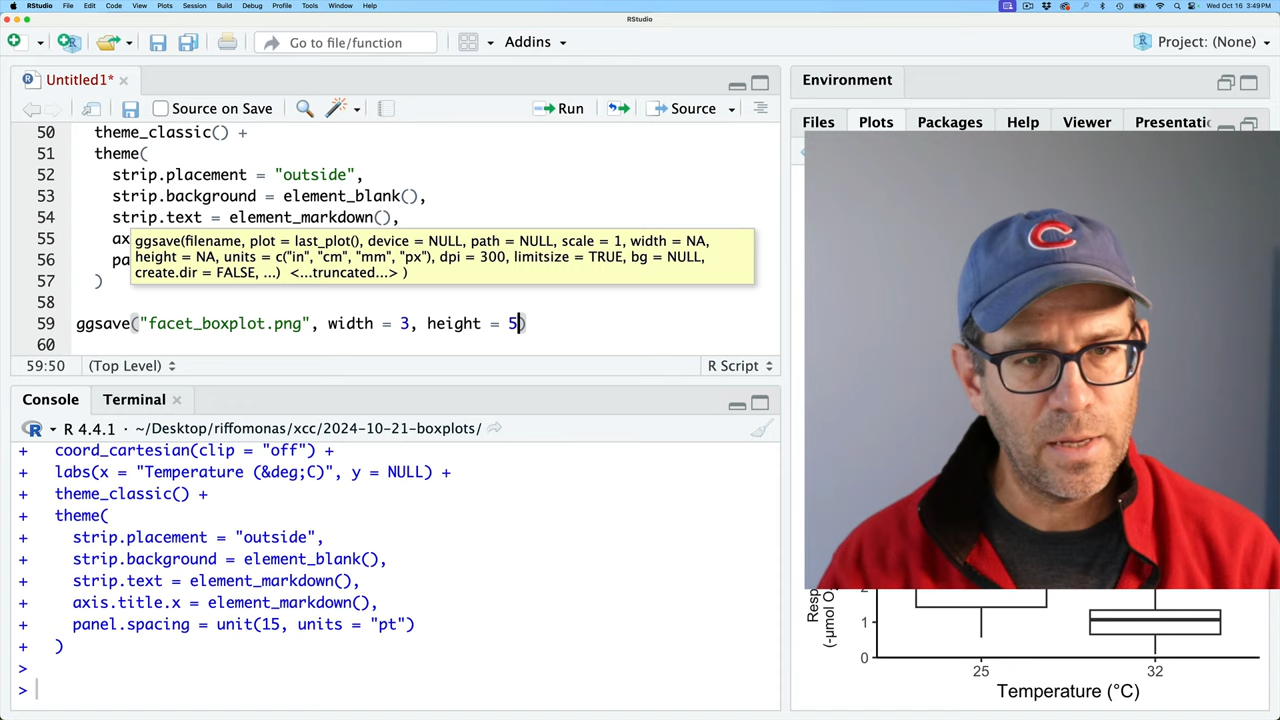 RStudio File Edit Code View Plots Session Build Debug Profile Tools Window Help
Wed Oct 16 3:49PM
RStudio
Go to file/function
Addins
Project: (None)
Untitled1*
Source on Save
Run
Source
50 theme_classic() +
51 theme(
52 strip.placement = "outside",
53 strip.background = element_blank(),
54 strip.text = element_markdown(),
55 ax
56 pa
57 )
58
59 ggsave("facet_boxplot.png", width = 3, height = 5)
60
ggsave(filename, plot = last_plot(), device = NULL, path = NULL, scale = 1, width = NA,
height = NA, units = c("in", "cm", "mm", "px"), dpi = 300, limitsize = TRUE, bg = NULL,
create.dir = FALSE, ...) <...truncated...> )
59:50 (Top Level) R Script
Console Terminal
R 4.4.1 · ~/Desktop/riffomonas/xcc/2024-10-21-boxplots/
+ coord_cartesian(clip = "off") +
+ labs(x = "Temperature (&deg;C)", y = NULL) +
+ theme_classic() +
+ theme(
+ strip.placement = "outside",
+ strip.background = element_blank(),
+ strip.text = element_markdown(),
+ axis.title.x = element_markdown(),
+ panel.spacing = unit(15, units = "pt")
+ )
>
>
Environment
Files Plots Packages Help Viewer Presentatic
C
Resp
(-µmol O
2
1
0
25 32
Temperature (°C)